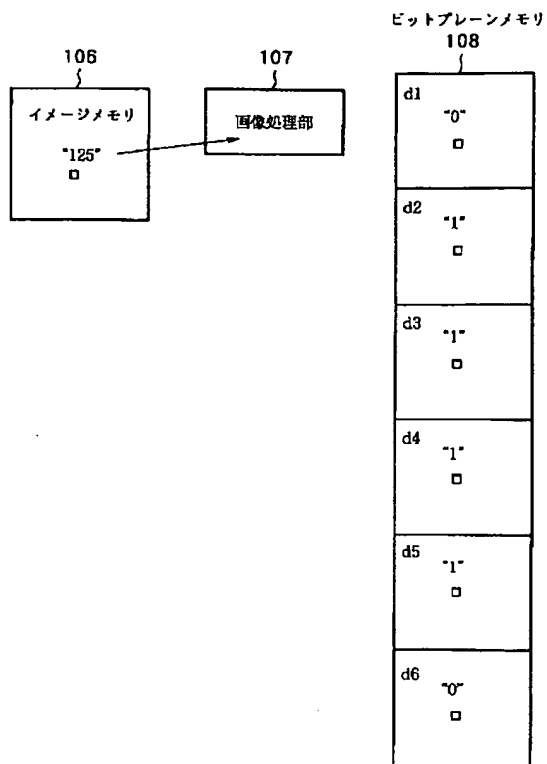 ビットプレーンメモリ
106
107
108
イメージメモリ
"125"
画像処理部
d1
"0"
d2
"1"
d3
"1"
d4
"1"
d5
"1"
d6
"0"